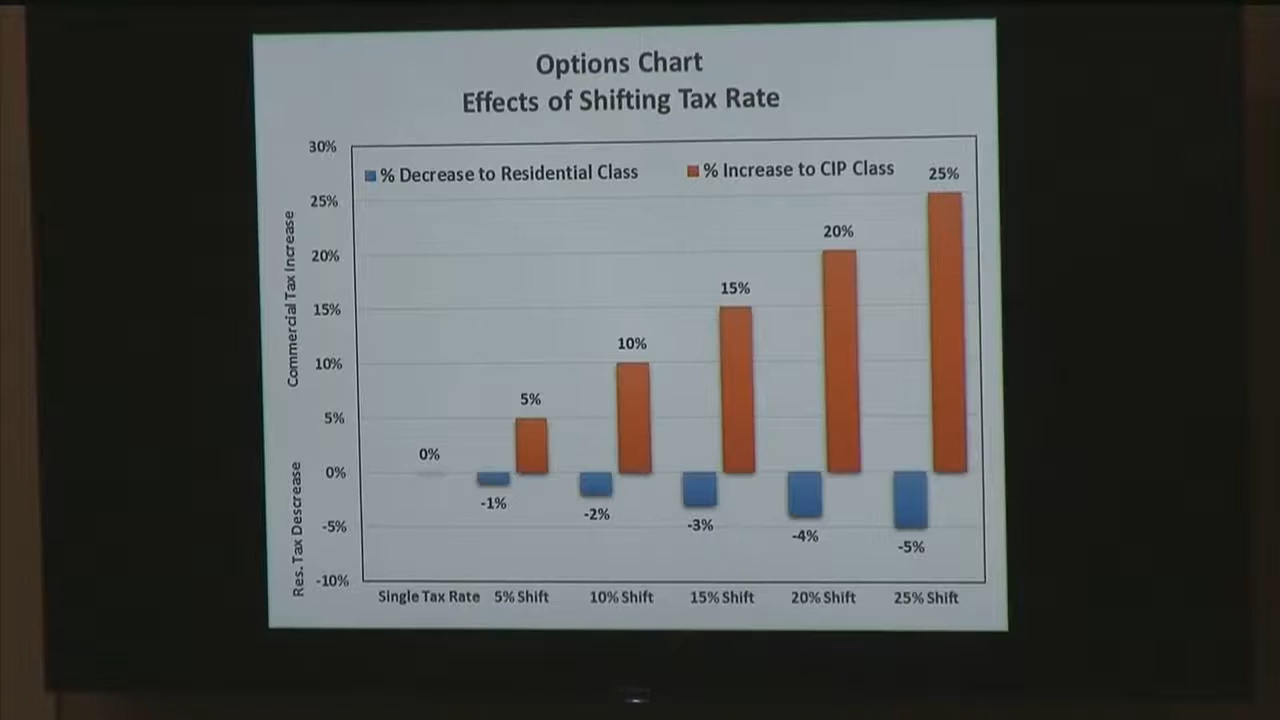 Options Chart
Effects of Shifting Tax Rate
% Decrease to Residential Class
% Increase to CIP Class
Commercial Tax Increase
Res. Tax Descrease
30%
25%
20%
15%
10%
5%
0%
-5%
-10%
0%
-1%
5%
-2%
10%
-3%
15%
-4%
20%
-5%
25%
Single Tax Rate
5% Shift
10% Shift
15% Shift
20% Shift
25% Shift